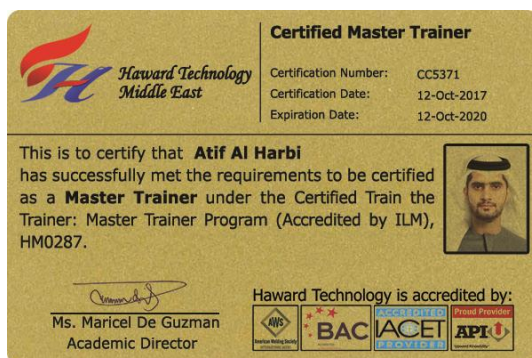 Haward Technology
Middle East
Certified Master Trainer
Certification Number: CC5371
Certification Date: 12-Oct-2017
Expiration Date: 12-Oct-2020
This is to certify that Atif Al Harbi
has successfully met the requirements to be certified
as a Master Trainer under the Certified Train the
Trainer: Master Trainer Program (Accredited by ILM),
HM0287.
Ms. Maricel De Guzman
Academic Director
Haward Technology is accredited by:
AWS
American Welding Society
BAC
ACCREDITED
IACET
PROVIDER
Proud Provider
API